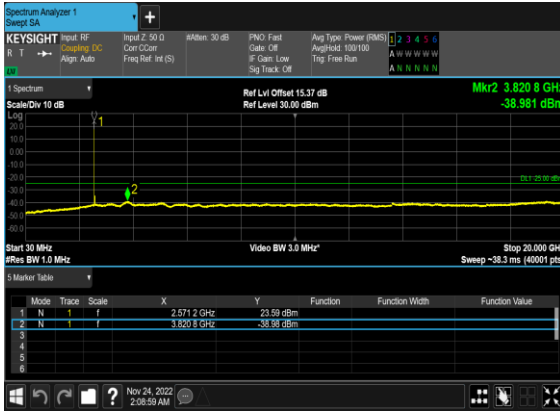 Spectrum Analyzer 1
Swept SA
+
KEYSIGHT Input: RF Input Z: 50 Ω #Atten: 30 dB PNO: Fast Avg Type: Power (RMS) 1 2 3 4 5 6
R T Coupling: DC Corr CCorr Gate: Off Avg|Hold: 100/100 A W W W W W
Align: Auto Freq Ref: Int (S) IF Gain: Low Trig: Free Run
LXI Sig Track: Off A N N N N N
1 Spectrum Ref Lvl Offset 15.37 dB Mkr2 3.820 8 GHz
Scale/Div 10 dB Ref Level 30.00 dBm -38.981 dBm
Log
20.0
10.0
0.00
-10.0
-20.0
-30.0
-40.0
-50.0
-60.0
1
2
DL1 -25.00 dBm
Start 30 MHz Video BW 3.0 MHz* Stop 20.000 GH
#Res BW 1.0 MHz Sweep ~38.3 ms (40001 pts
5 Marker Table
Mode Trace Scale X Y Function Function Width Function Value
1 N 1 f 2.571 2 GHz 23.59 dBm
2 N 1 f 3.820 8 GHz -38.98 dBm
3
4
5
6
? Nov 24, 2022
2:08:59 AM